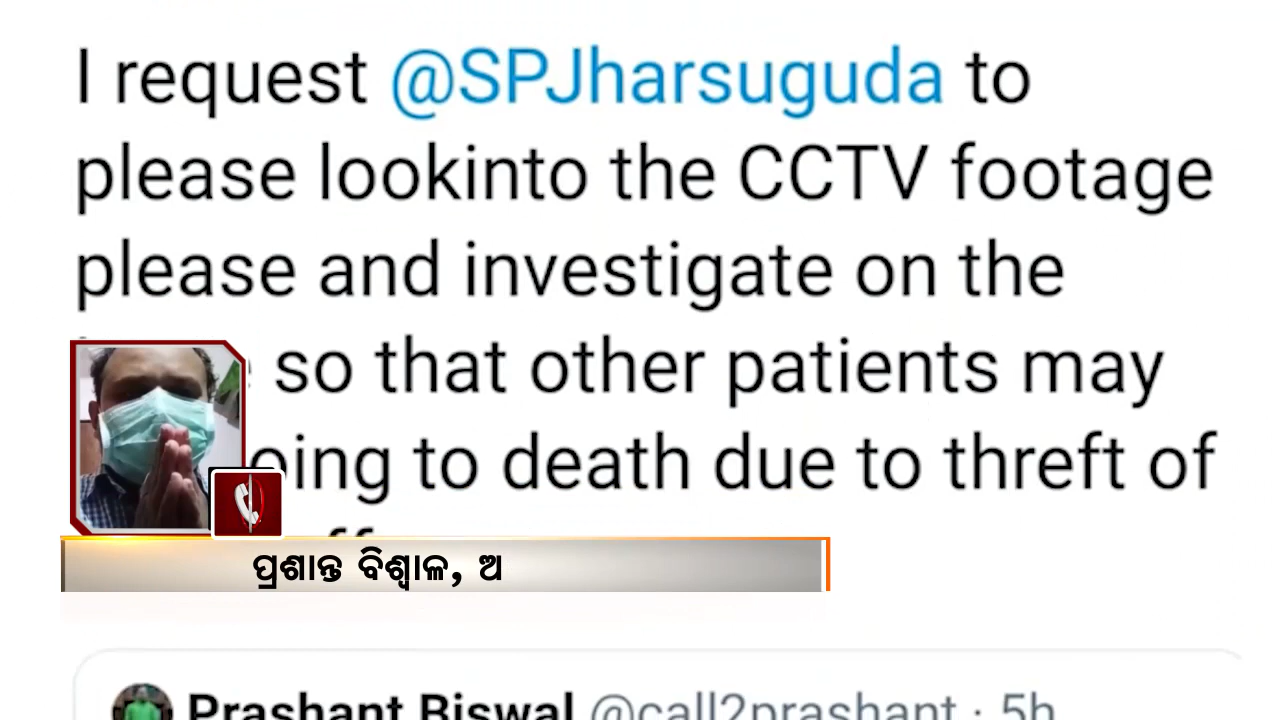 I request @SPJharsuguda to
please lookinto the CCTV footage
please and investigate on the
so that other patients may
oing to death due to threft of
ପ୍ରଶାନ୍ତ ବିଶ୍ୱାଳ, ଅ
Prashant Biswal @call2prashant · 5h